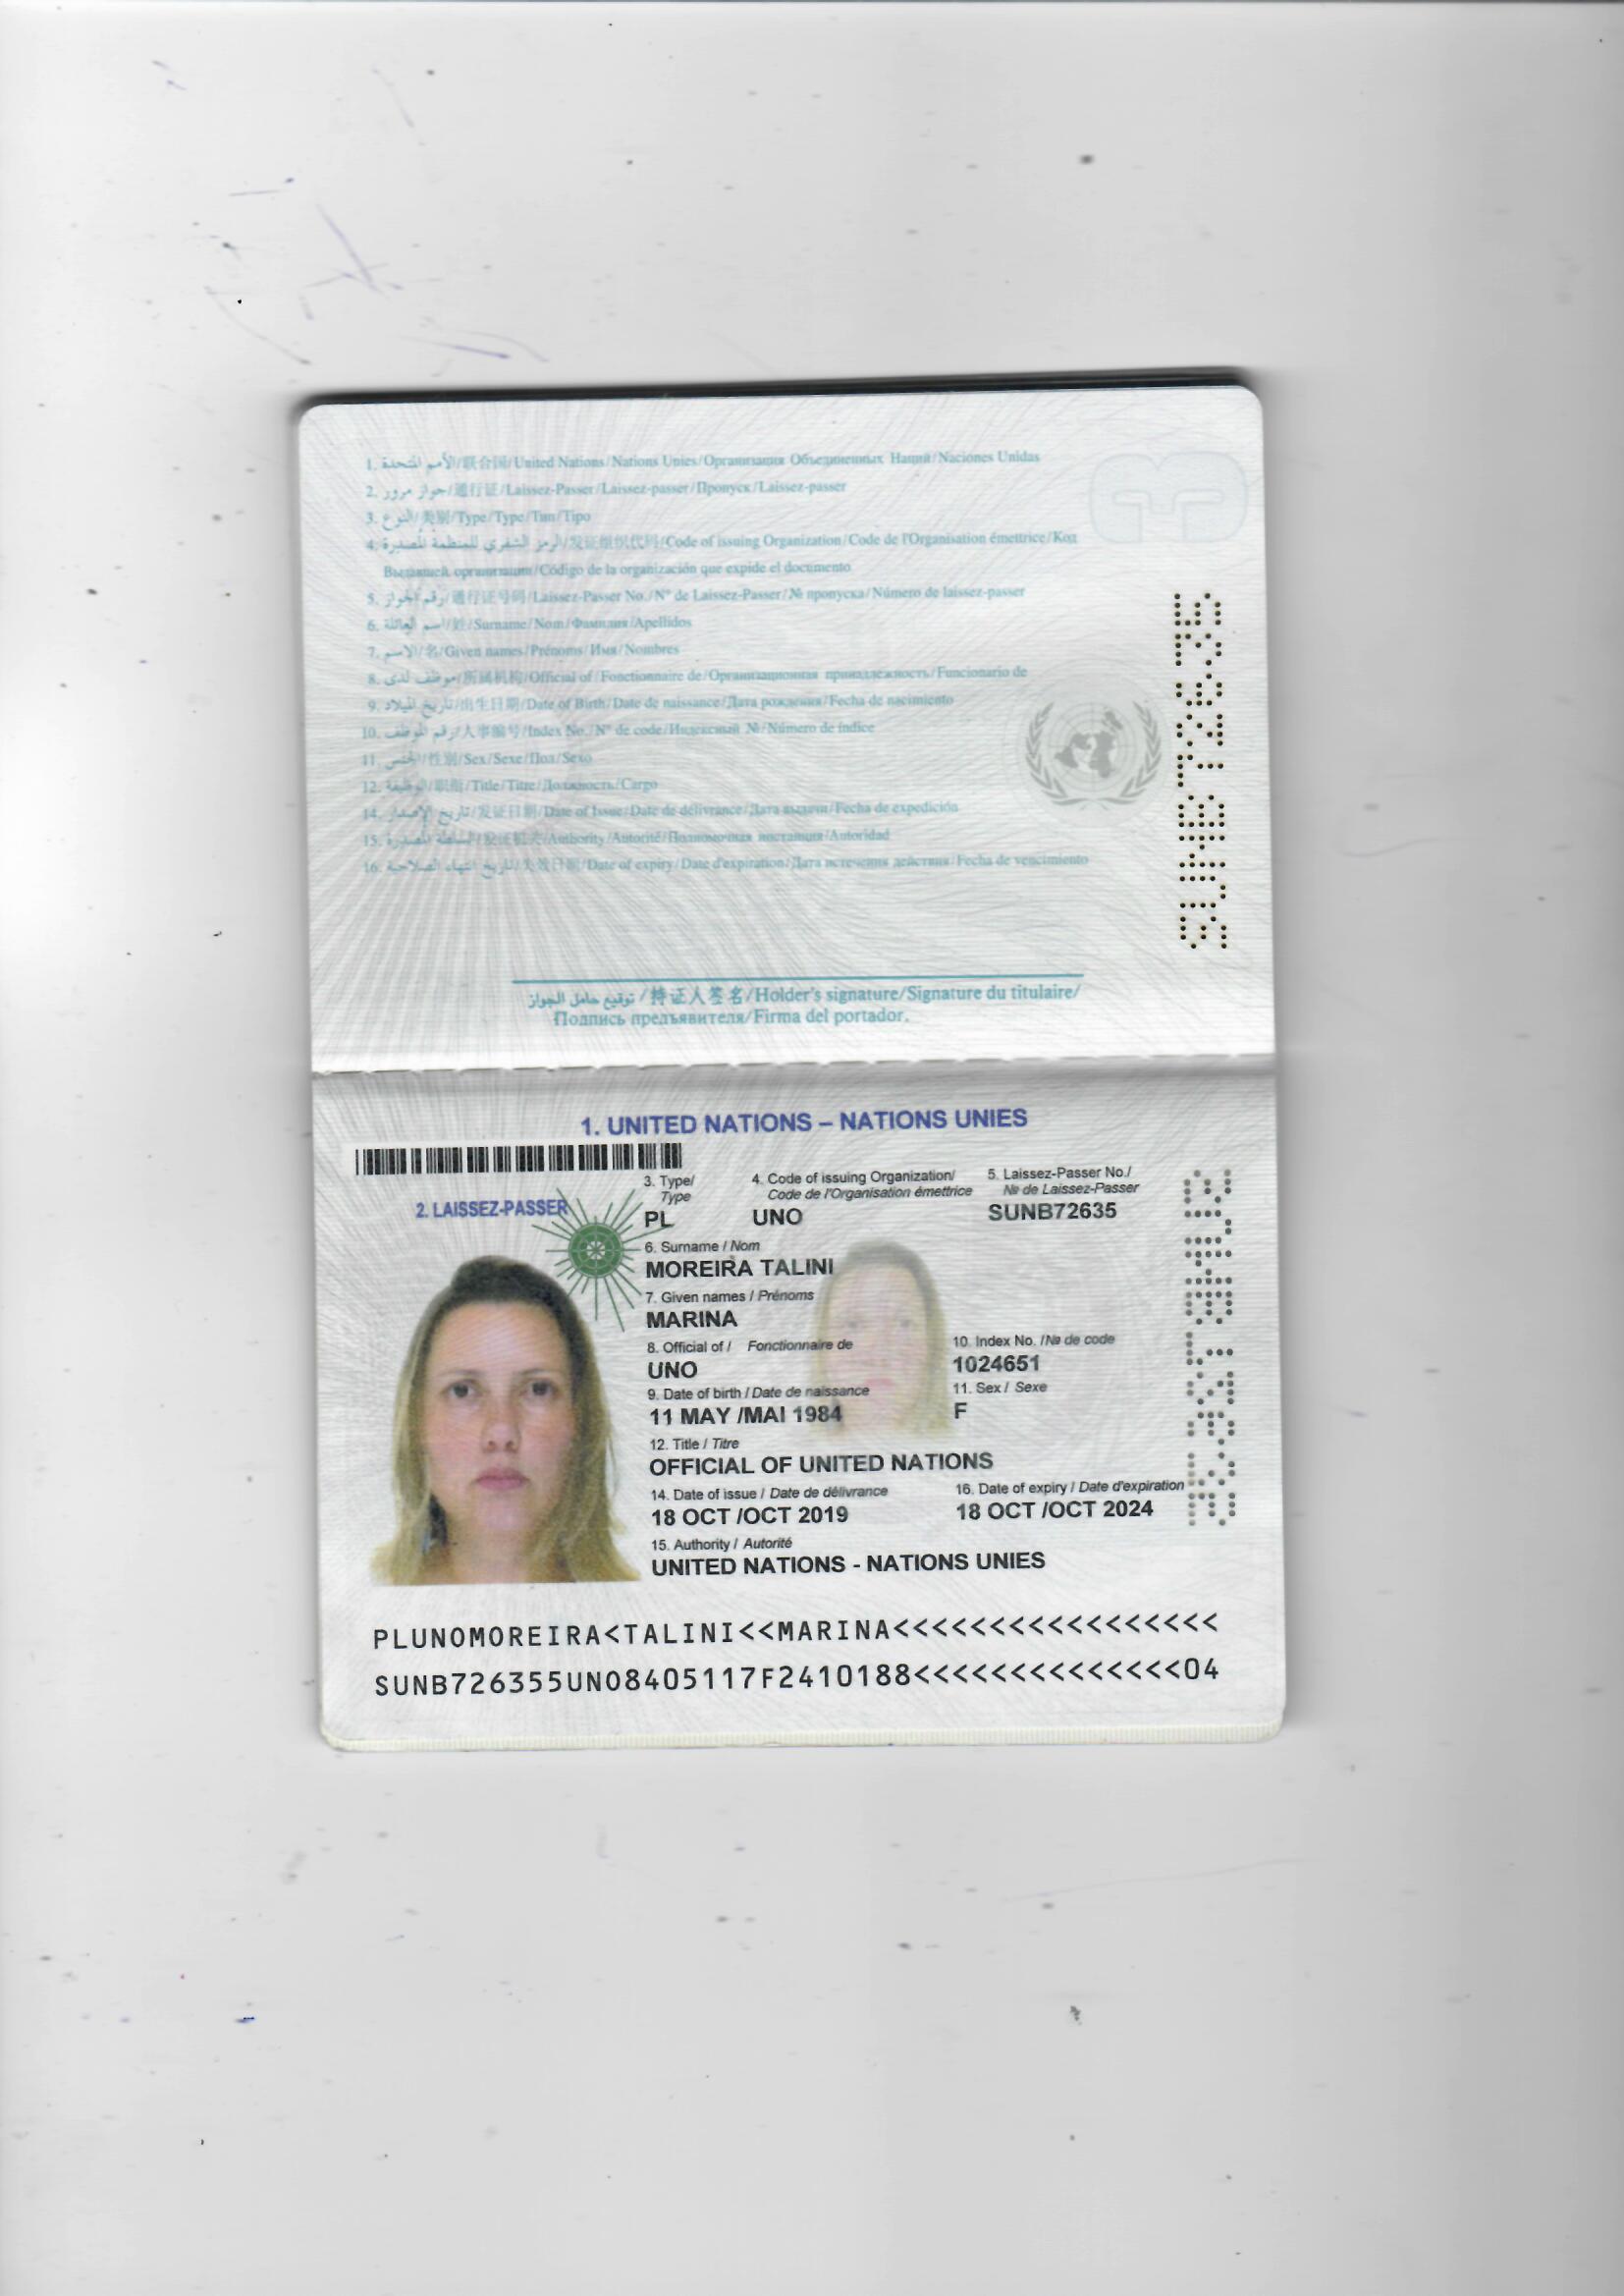 1. الأمم المتحدة/联合国/United Nations/Nations Unies/Организация Объединенных Наций/Naciones Unidas
2. جواز مرور/通行证/Laissez-Passer/Laissez-passer/Пропуск/Laissez-passer
3. النوع/类别/Type/Type/Тип/Tipo
4. الرمز الشفري للمنظمة المُصدرة/发证组织代码/Code of issuing Organization/Code de l'Organisation émettrice/Код
Выдавшей организации/Código de la organización que expide el documento
5. رقم الجواز/通行证号码/Laissez-Passer No./N° de Laissez-Passer/№ пропуска/Número de laissez-passer
6. اسم العائلة/姓/Surname/Nom/Фамилия/Apellidos
7. الاسم/名/Given names/Prénoms/Имя/Nombres
8. موظف لدى/所属机构/Official of/Fonctionnaire de/Организационная принадлежность/Funcionario de
9. تاريخ الميلاد/出生日期/Date of Birth/Date de naissance/Дата рождения/Fecha de nacimiento
10. رقم الموظف/人事编号/Index No./N° de code/Индексный №/Número de índice
11. الجنس/性别/Sex/Sexe/Пол/Sexo
12. الوظيفة/职衔/Title/Titre/Должность/Cargo
14. تاريخ الإصدار/发证日期/Date of Issue/Date de délivrance/Дата выдачи/Fecha de expedición
15. السلطة المُصدرة/发证机关/Authority/Autorité/Полномочная инстанция/Autoridad
16. تاريخ انتهاء الصلاحية/失效日期/Date of expiry/Date d'expiration/Дата истечения действия/Fecha de vencimiento
SUNB72635
توقيع حامل الجواز/持证人签名/Holder's signature/Signature du titulaire/
Подпись предъявителя/Firma del portador.
1. UNITED NATIONS – NATIONS UNIES
2. LAISSEZ-PASSER
3. Type/ 4. Code of issuing Organization/ 5. Laissez-Passer No./
Type Code de l'Organisation émettrice № de Laissez-Passer
PL UNO SUNB72635
6. Surname / Nom
MOREIRA TALINI
7. Given names / Prénoms
MARINA
8. Official of / Fonctionnaire de 10. Index No. /№ de code
UNO 1024651
9. Date of birth / Date de naissance 11. Sex / Sexe
11 MAY /MAI 1984 F
12. Title / Titre
OFFICIAL OF UNITED NATIONS
14. Date of issue / Date de délivrance 16. Date of expiry / Date d'expiration
18 OCT /OCT 2019 18 OCT /OCT 2024
15. Authority / Autorité
UNITED NATIONS - NATIONS UNIES
SUNB72635
PLUNOMOREIRA<TALINI<<MARINA<<<<<<<<<<<<<<<<<
SUNB726355UNO8405117F2410188<<<<<<<<<<<<<<04